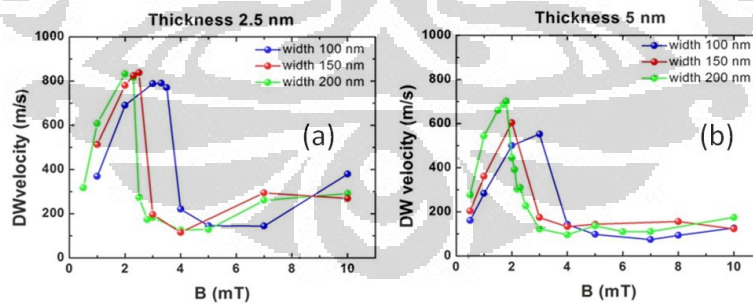 Thickness 2.5 nm
1000
800
600
400
200
0
0 2 4 6 8 10
DWvelocity (m/s)
B (mT)
width 100 nm
width 150 nm
width 200 nm
(a)
Thickness 5 nm
1000
800
600
400
200
0
0 2 4 6 8 10
DW velocity (m/s)
B (mT)
width 100 nm
width 150 nm
width 200 nm
(b)